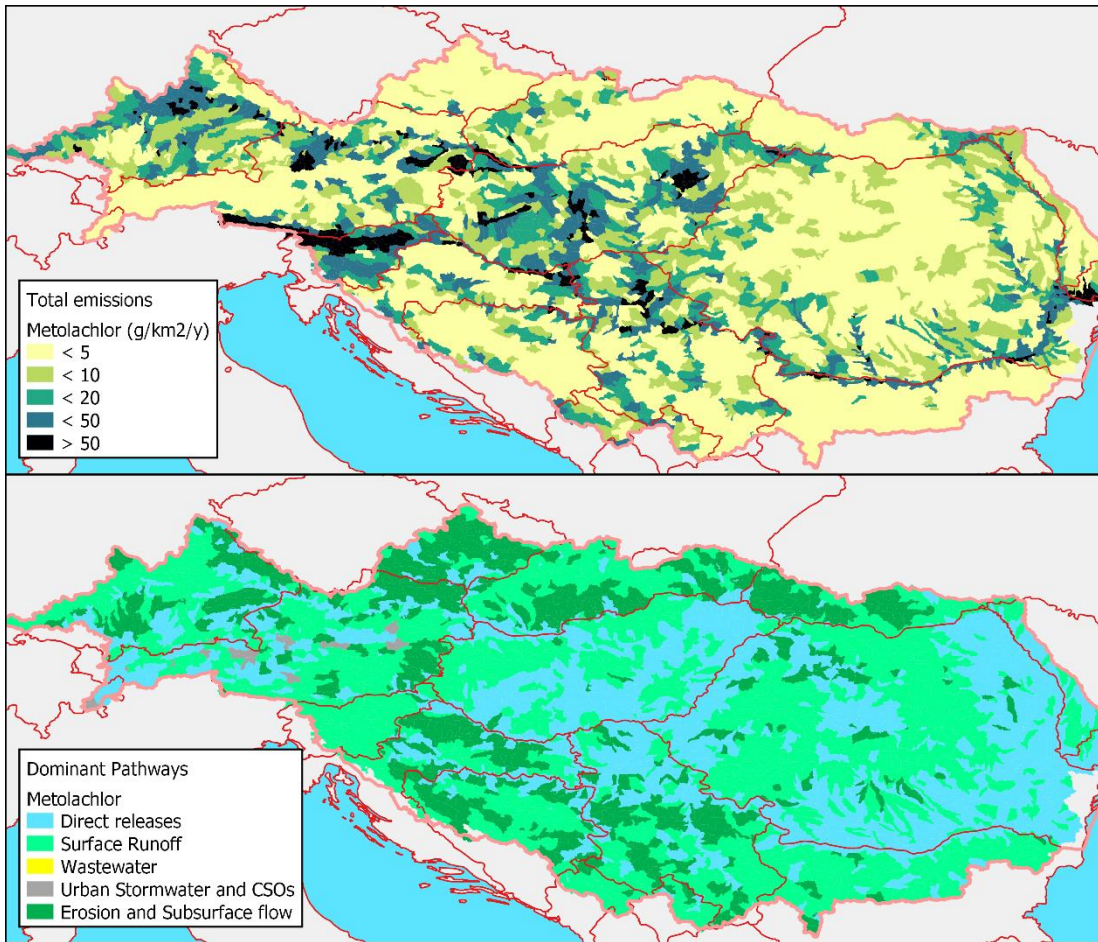 Total emissions
Metolachlor (g/km2/y)
< 5
< 10
< 20
< 50
> 50
Dominant Pathways
Metolachlor
Direct releases
Surface Runoff
Wastewater
Urban Stormwater and CSOs
Erosion and Subsurface flow